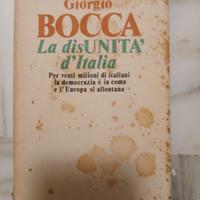 Giorgio
BOCCA
La disUNITA'
d'Italia
Per venti milioni di italiani
la democrazia è in coma
e l'Europa si allontana